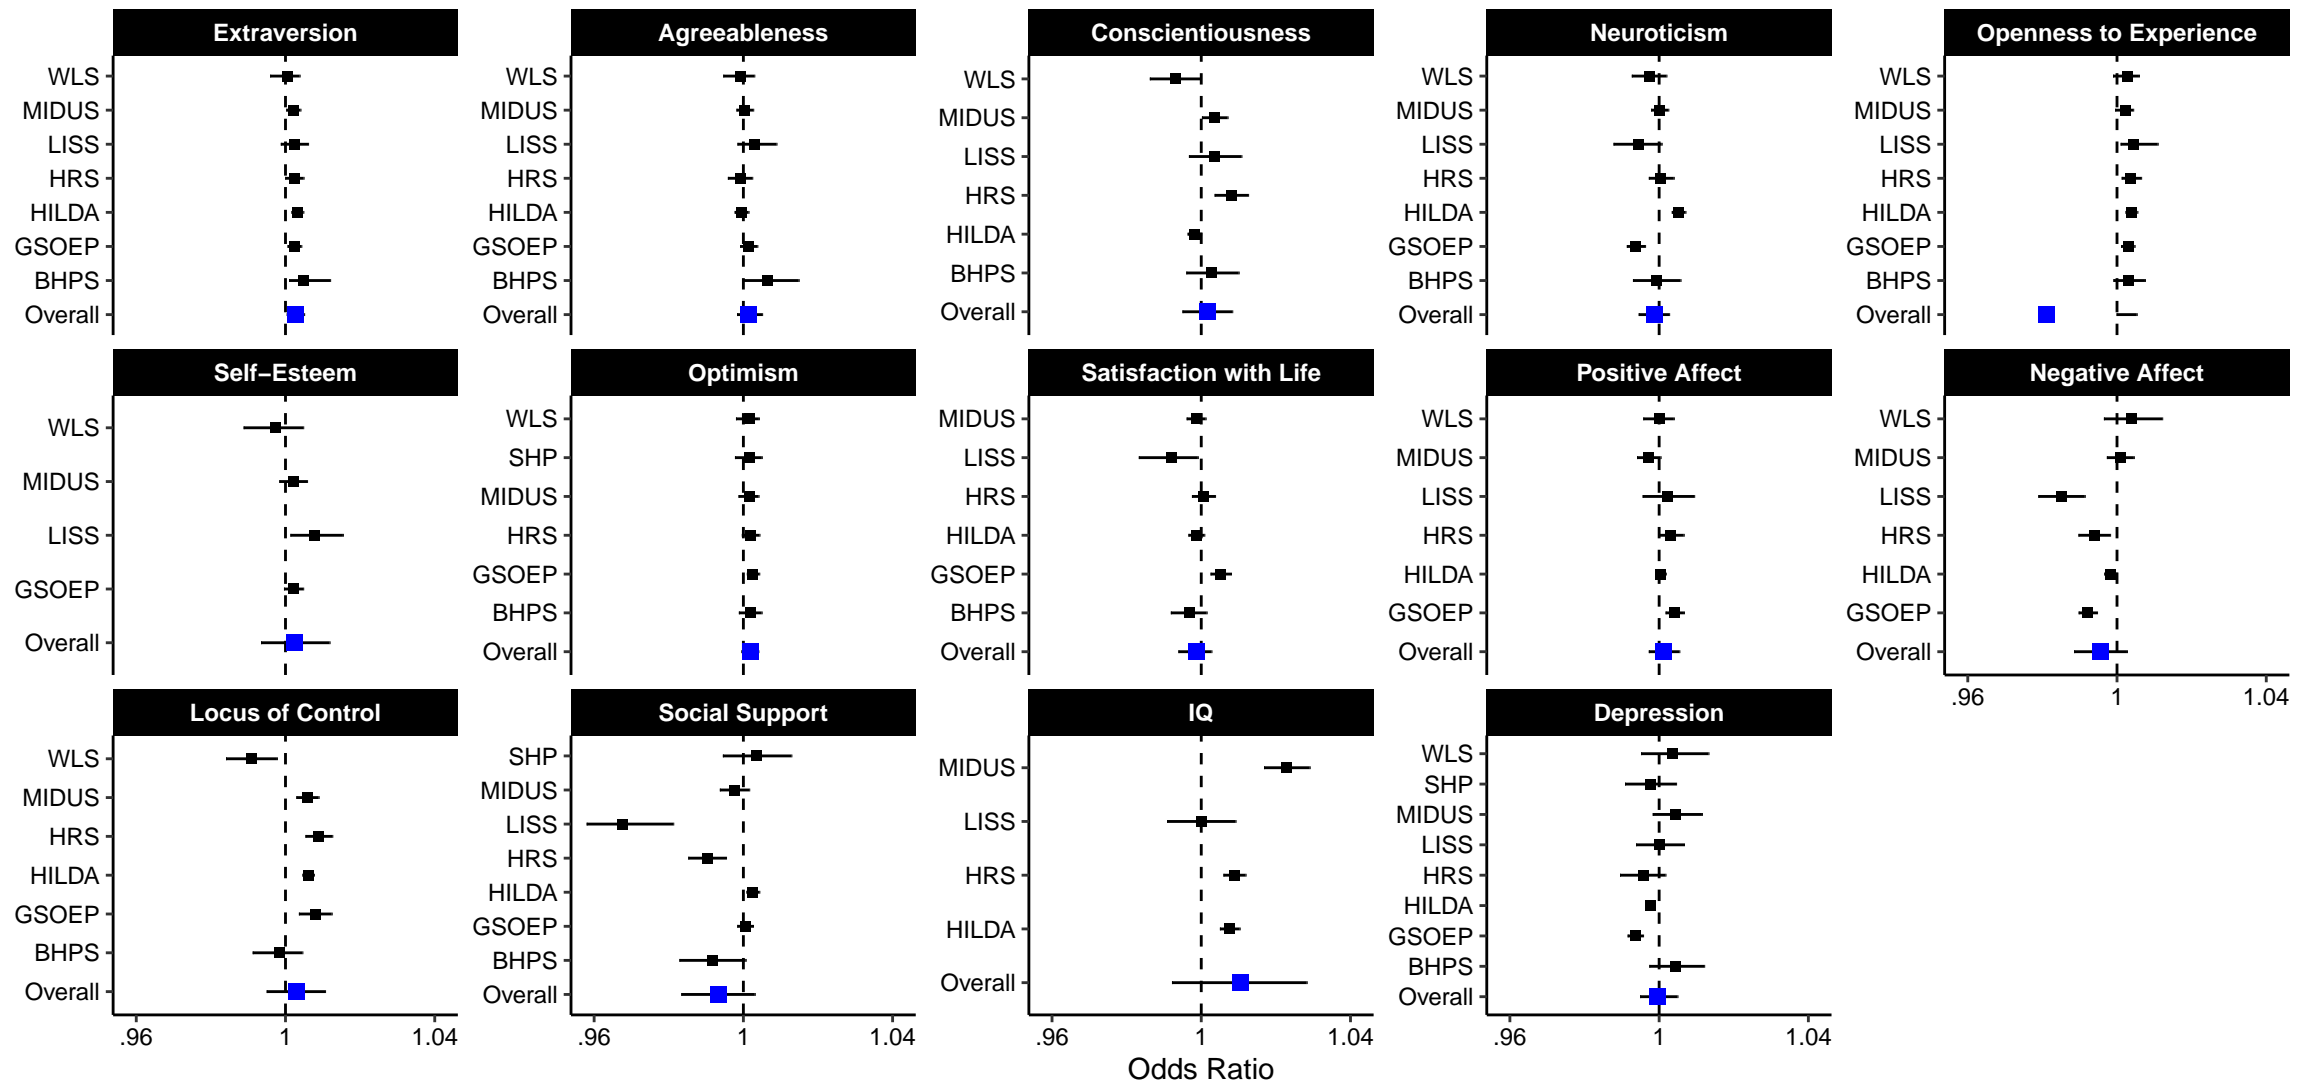 Extraversion
WLS
MIDUS
LISS
HRS
HILDA
GSOEP
BHPS
Overall
Agreeableness
WLS
MIDUS
LISS
HRS
HILDA
GSOEP
BHPS
Overall
Conscientiousness
WLS
MIDUS
LISS
HRS
HILDA
BHPS
Overall
Neuroticism
WLS
MIDUS
LISS
HRS
HILDA
GSOEP
BHPS
Overall
Openness to Experience
WLS
MIDUS
LISS
HRS
HILDA
GSOEP
BHPS
Overall
Self−Esteem
WLS
MIDUS
LISS
GSOEP
Overall
Optimism
WLS
SHP
MIDUS
HRS
GSOEP
BHPS
Overall
Satisfaction with Life
MIDUS
LISS
HRS
HILDA
GSOEP
BHPS
Overall
Positive Affect
WLS
MIDUS
LISS
HRS
HILDA
GSOEP
Overall
Negative Affect
WLS
MIDUS
LISS
HRS
HILDA
GSOEP
Overall
.96 1 1.04
Locus of Control
WLS
MIDUS
HRS
HILDA
GSOEP
BHPS
Overall
.96 1 1.04
Social Support
SHP
MIDUS
LISS
HRS
HILDA
GSOEP
BHPS
Overall
.96 1 1.04
IQ
MIDUS
LISS
HRS
HILDA
Overall
.96 1 1.04
Depression
WLS
SHP
MIDUS
LISS
HRS
HILDA
GSOEP
BHPS
Overall
.96 1 1.04
Odds Ratio